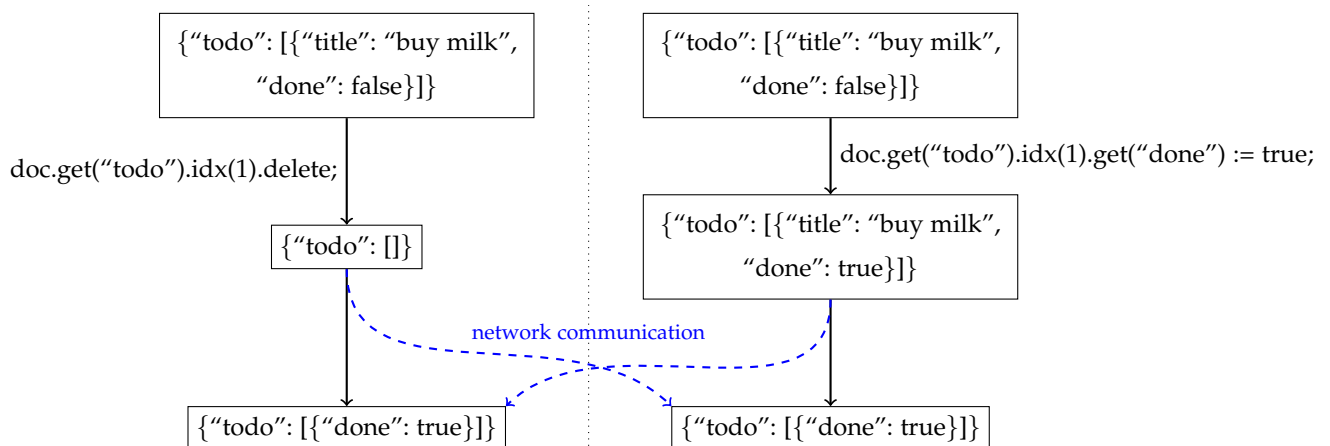 {“todo”: [{“title”: “buy milk”,
“done”: false}]}
{“todo”: [{“title”: “buy milk”,
“done”: false}]}
doc.get(“todo”).idx(1).delete;
doc.get(“todo”).idx(1).get(“done”) := true;
{“todo”: []}
{“todo”: [{“title”: “buy milk”,
“done”: true}]}
network communication
{“todo”: [{“done”: true}]}
{“todo”: [{“done”: true}]}